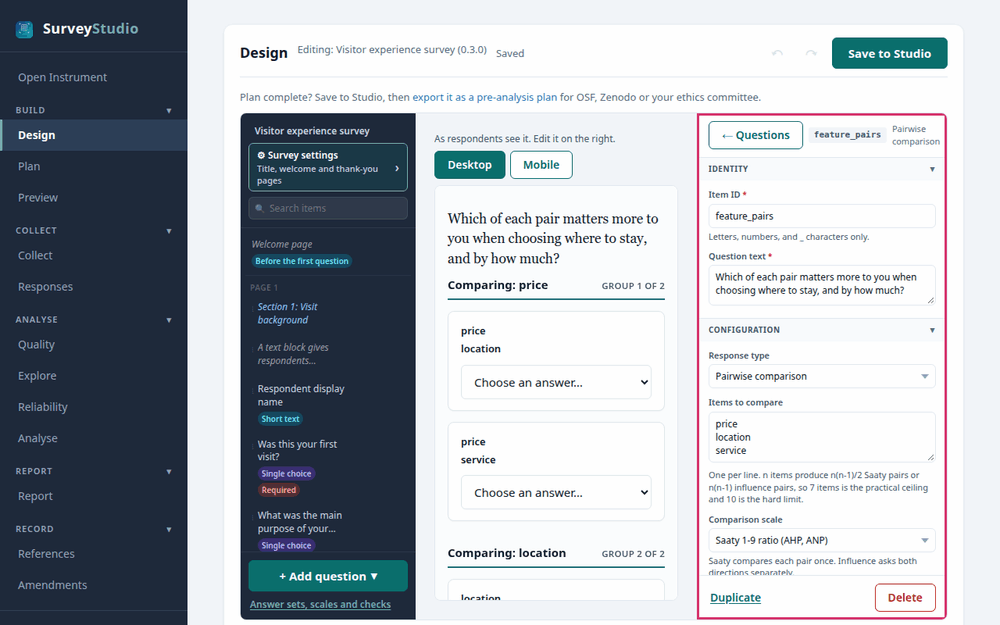 SurveyStudio
Open Instrument
BUILD
Design
Plan
Preview
COLLECT
Collect
Responses
ANALYSE
Quality
Explore
Reliability
Analyse
REPORT
Report
RECORD
References
Amendments
Design
Editing: Visitor experience survey (0.3.0)
Saved
Save to Studio
Plan complete? Save to Studio, then export it as a pre-analysis plan for OSF, Zenodo or your ethics committee.
Visitor experience survey
Survey settings
Title, welcome and thank-you
pages
Search items
Welcome page
Before the first question
PAGE 1
Section 1: Visit
background
A text block gives
respondents...
Respondent display
name
Short text
Was this your first
visit?
Single choice
Required
What was the main
purpose of your...
Single choice
+ Add question ▾
Answer sets, scales and checks
As respondents see it. Edit it on the right.
Desktop
Mobile
Which of each pair matters more to
you when choosing where to stay,
and by how much?
Comparing: price
GROUP 1 OF 2
price
location
Choose an answer...
price
service
Choose an answer...
Comparing: location
GROUP 2 OF 2
location
← Questions
feature_pairs
Pairwise
comparison
IDENTITY
Item ID *
feature_pairs
Letters, numbers, and _ characters only.
Question text *
Which of each pair matters more to you when
choosing where to stay, and by how much?
CONFIGURATION
Response type
Pairwise comparison
Items to compare
price
location
service
One per line. n items produce n(n-1)/2 Saaty pairs or
n(n-1) influence pairs, so 7 items is the practical ceiling
and 10 is the hard limit.
Comparison scale
Saaty 1-9 ratio (AHP, ANP)
Saaty compares each pair once. Influence asks both
directions separately.
Duplicate
Delete